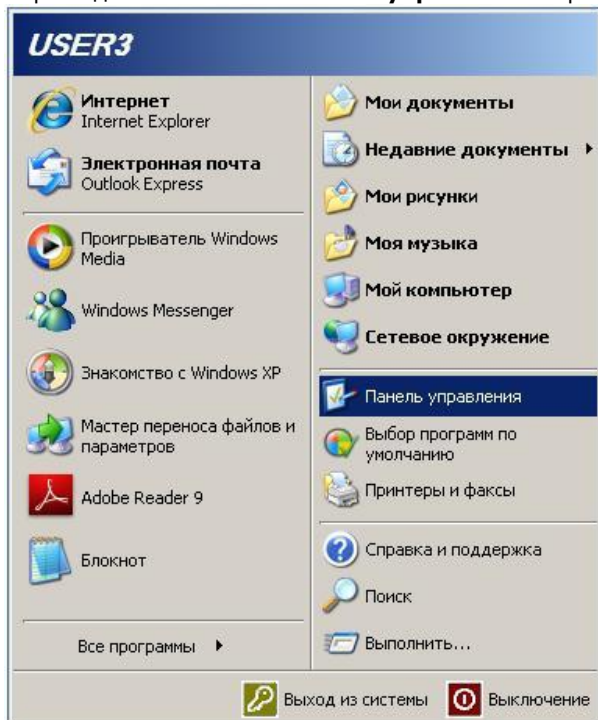 USER3
Интернет
Internet Explorer
Электронная почта
Outlook Express
Проигрыватель Windows
Media
Windows Messenger
Знакомство с Windows XP
Мастер переноса файлов и
параметров
Adobe Reader 9
Блокнот
Все программы
Мои документы
Недавние документы
Мои рисунки
Моя музыка
Мой компьютер
Сетевое окружение
Панель управления
Выбор программ по
умолчанию
Принтеры и факсы
Справка и поддержка
Поиск
Выполнить...
Выход из системы
Выключение